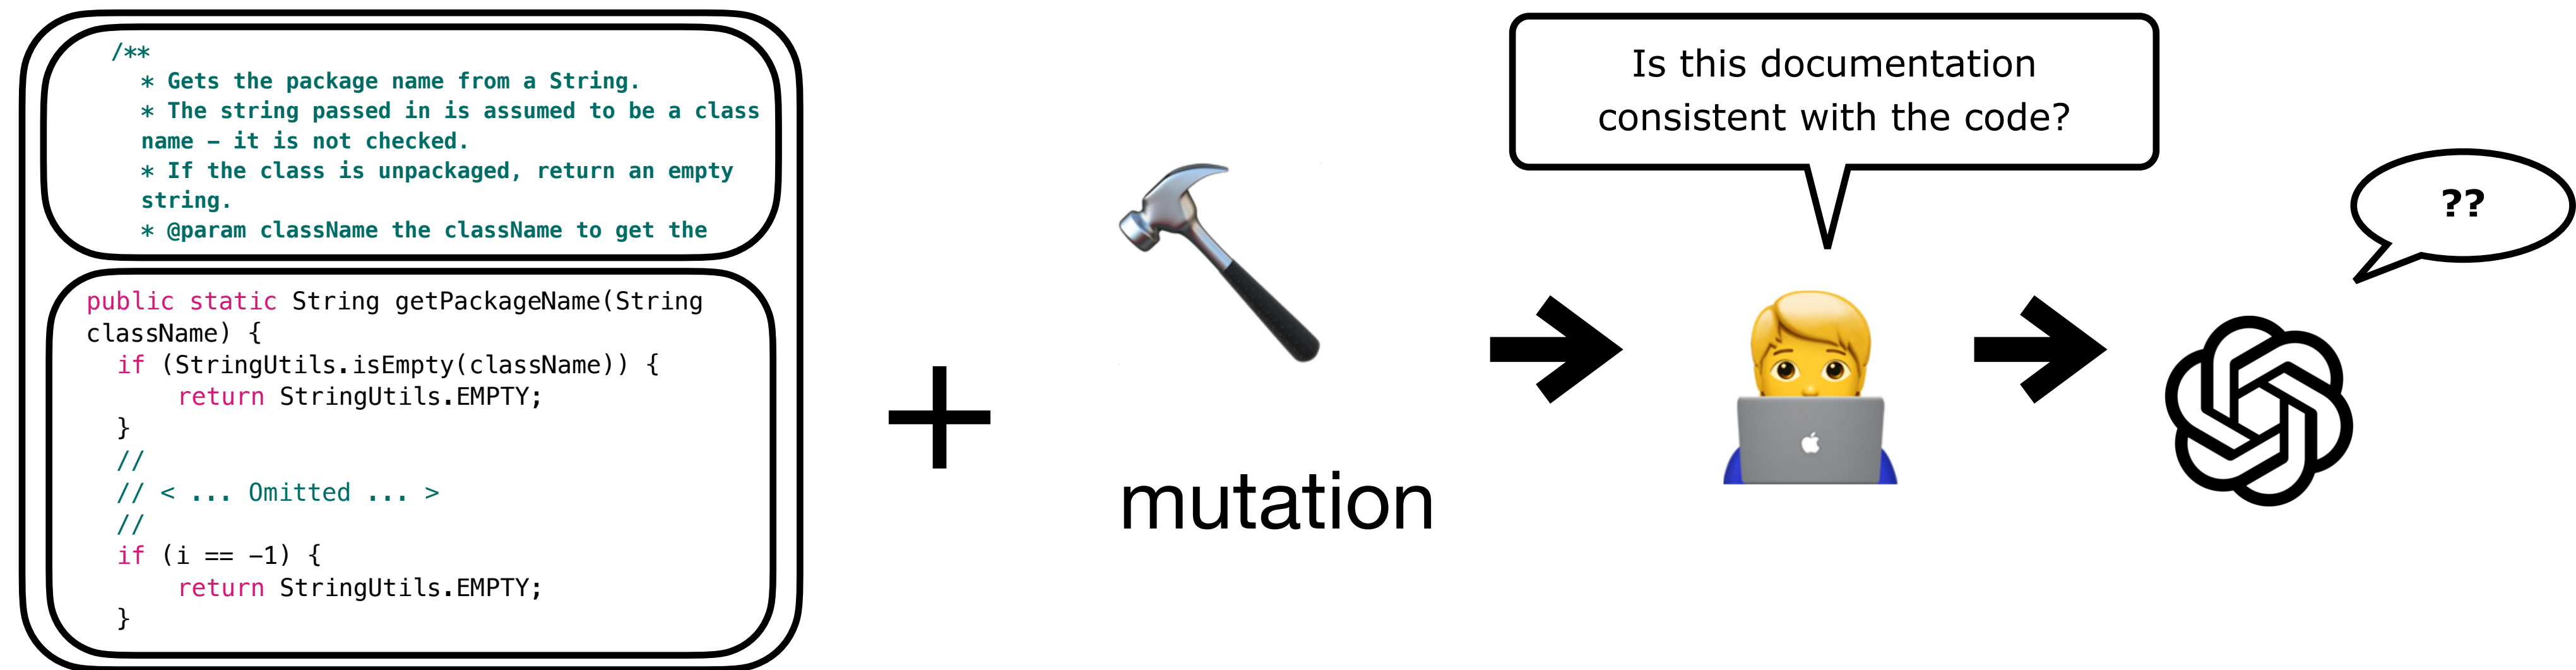 /**
* Gets the package name from a String.
* The string passed in is assumed to be a class
name – it is not checked.
* If the class is unpackaged, return an empty
string.
* @param className the className to get the
public static String getPackageName(String
className) {
if (StringUtils.isEmpty(className)) {
return StringUtils.EMPTY;
}
//
// < ... Omitted ... >
//
if (i == –1) {
return StringUtils.EMPTY;
}
+
mutation
Is this documentation
consistent with the code?
??